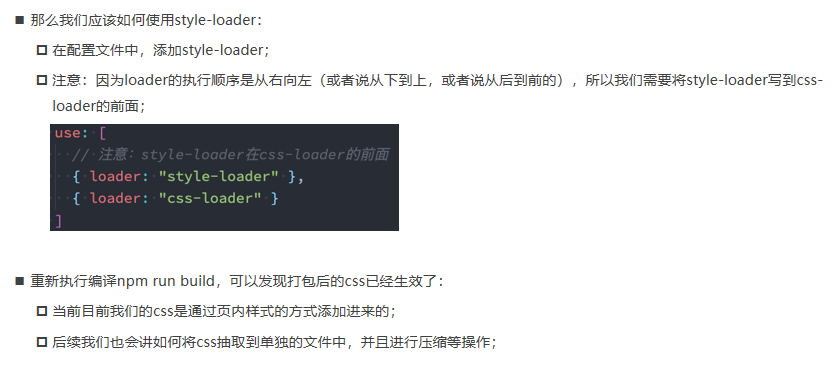 ■ 那么我们应该如何使用style-loader：
在配置文件中，添加style-loader；
注意：因为loader的执行顺序是从右向左（或者说从下到上，或者说从后到前的），所以我们需要将style-loader写到css-
loader的前面；
use: [
// 注意：style-loader在css-loader的前面
{ loader: "style-loader" },
{ loader: "css-loader" }
]
■ 重新执行编译npm run build，可以发现打包后的css已经生效了：
当前目前我们的css是通过页内样式的方式添加进来的；
后续我们也会讲如何将css抽取到单独的文件中，并且进行压缩等操作；